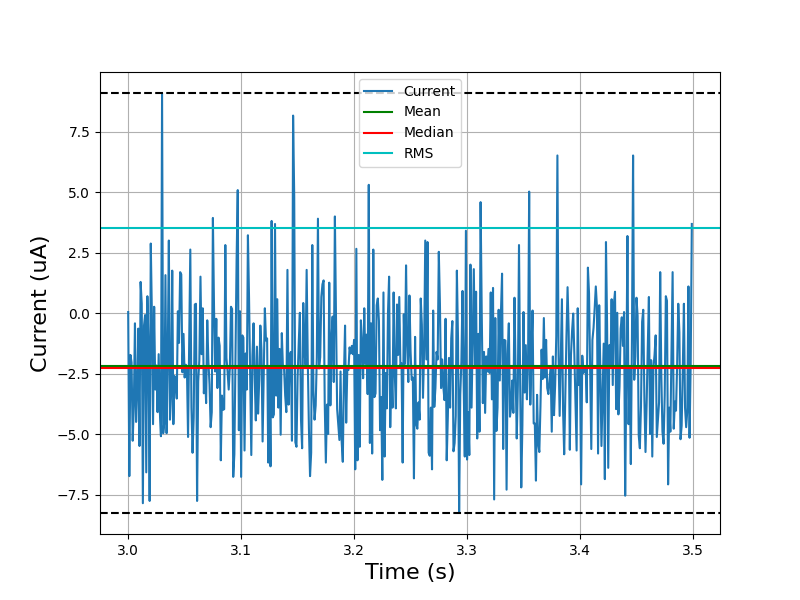 Current
Mean
Median
RMS
7.5
5.0
2.5
0.0
−2.5
−5.0
−7.5
Current (uA)
3.0 3.1 3.2 3.3 3.4 3.5
Time (s)